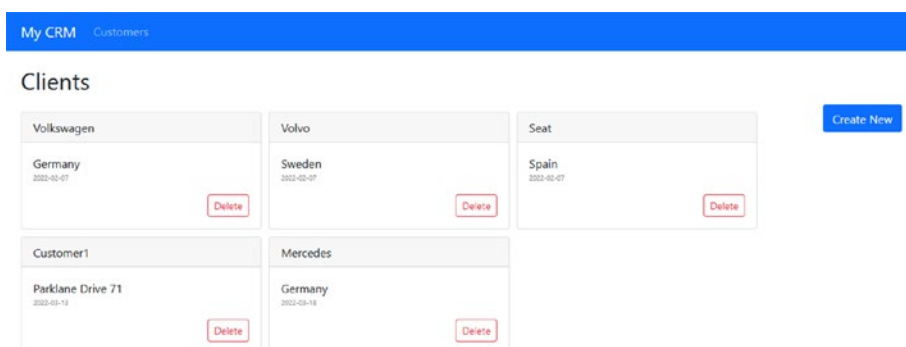 My CRM Customers
Clients
Create New
Volkswagen
Germany
2022-02-07
Delete
Volvo
Sweden
2022-02-07
Delete
Seat
Spain
2022-02-07
Delete
Customer1
Parklane Drive 71
Delete
Mercedes
Germany
Delete